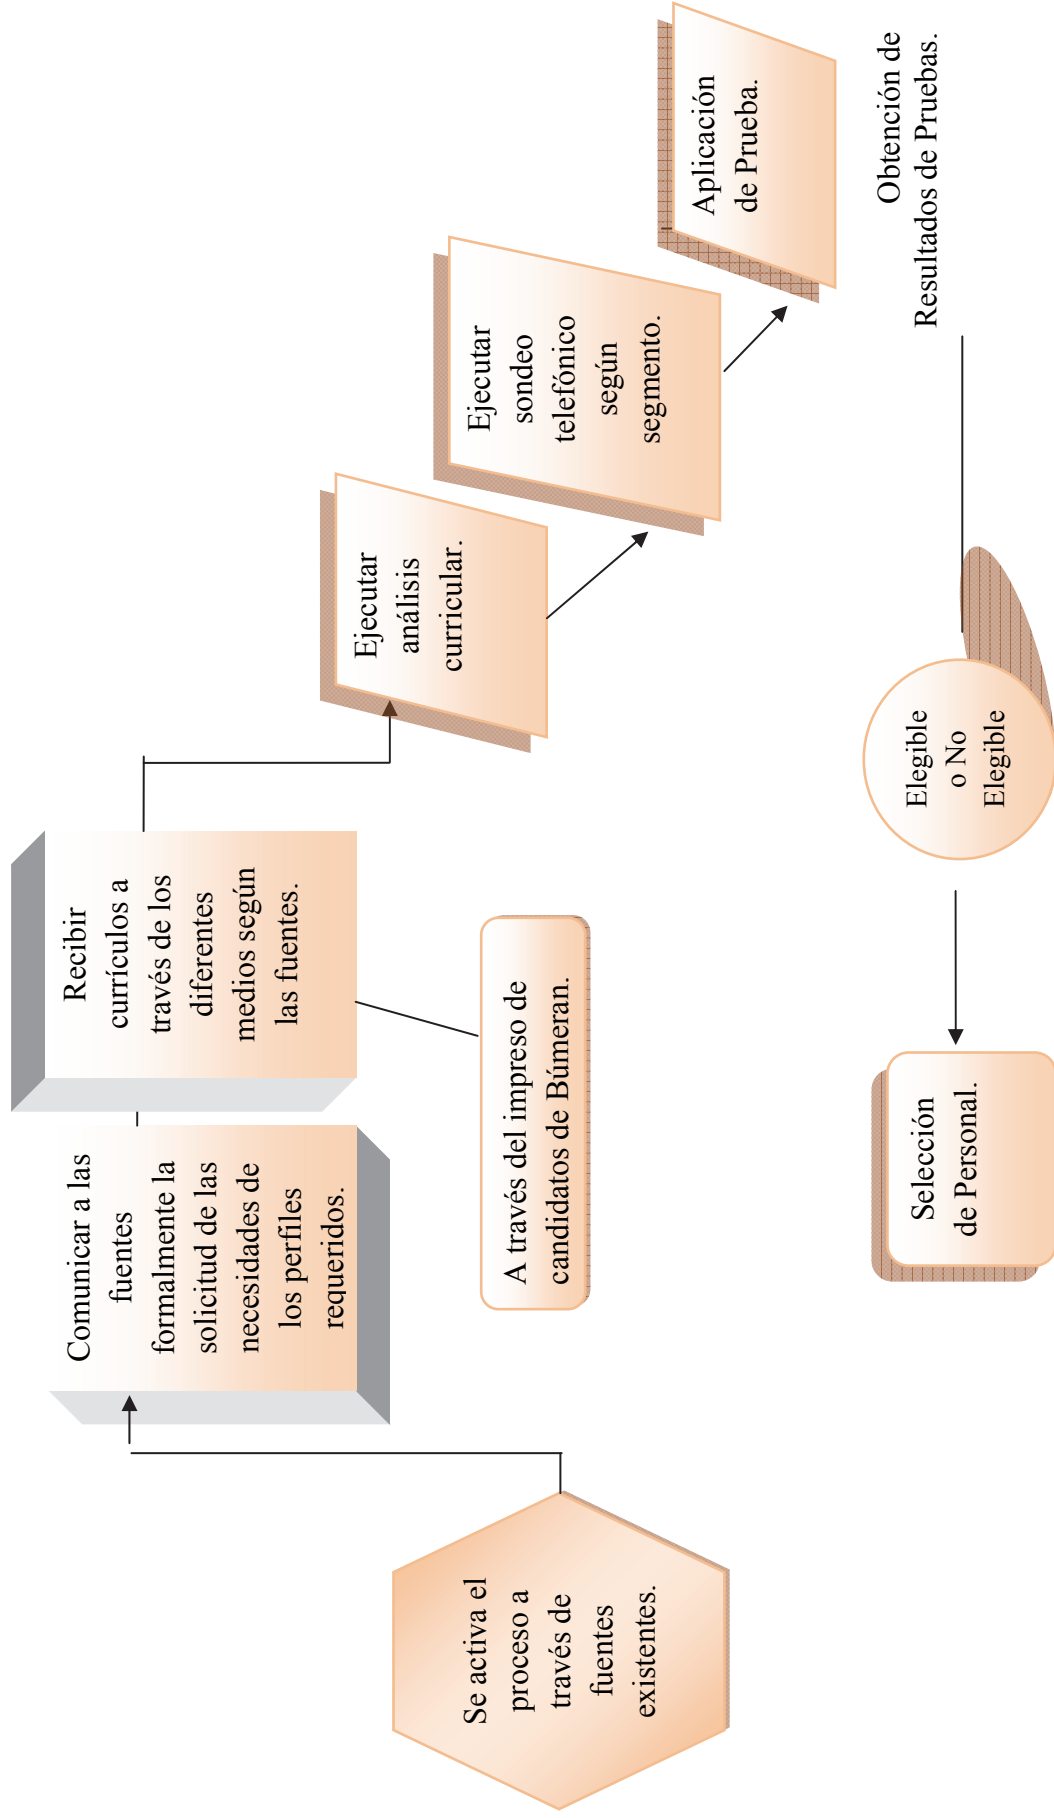 Se activa el
proceso a
través de
fuentes
existentes.
Comunicar a las
fuentes
formalmente la
solicitud de las
necesidades de
los perfiles
requeridos.
Recibir
currículos a
través de los
diferentes
medios según
las fuentes.
A través del impreso de
candidatos de Búmeran.
Ejecutar
análisis
curricular.
Ejecutar
sondeo
telefónico
según
segmento.
Aplicación
de Prueba.
Obtención de
Resultados de Pruebas.
Elegible
o No
Elegible
Selección
de Personal.